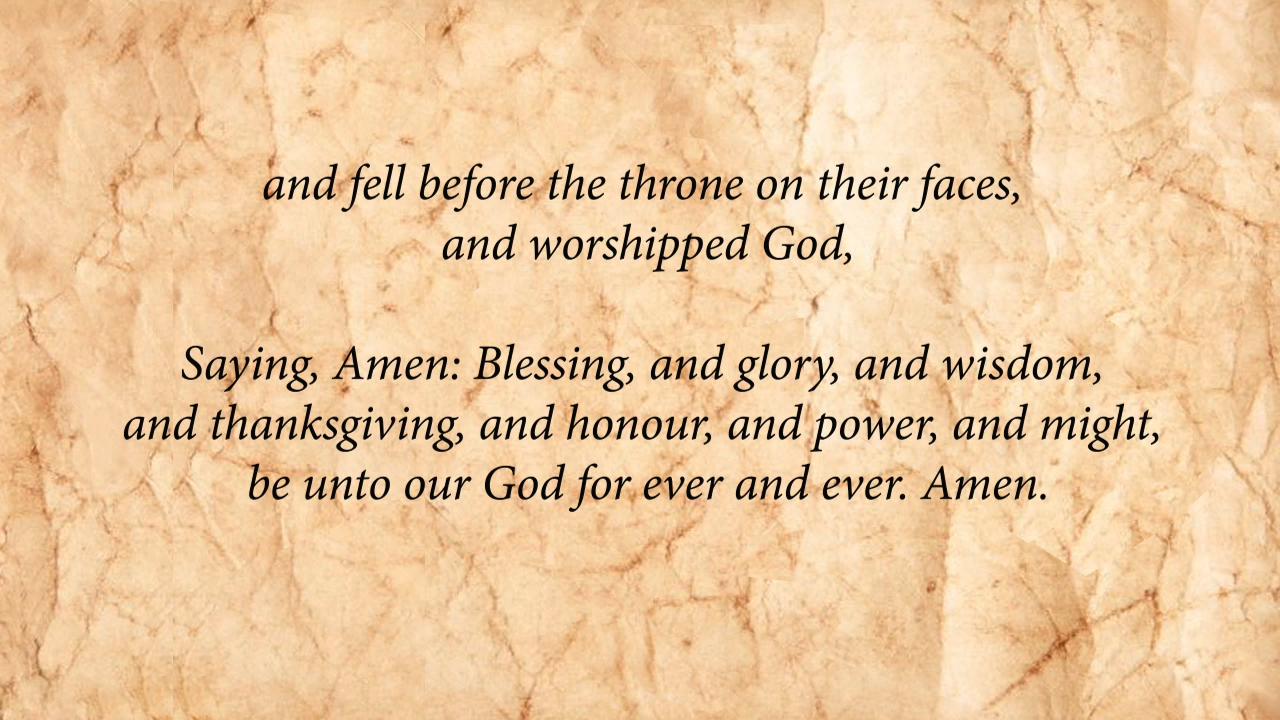 and fell before the throne on their faces,
and worshipped God,
Saying, Amen: Blessing, and glory, and wisdom,
and thanksgiving, and honour, and power, and might,
be unto our God for ever and ever. Amen.